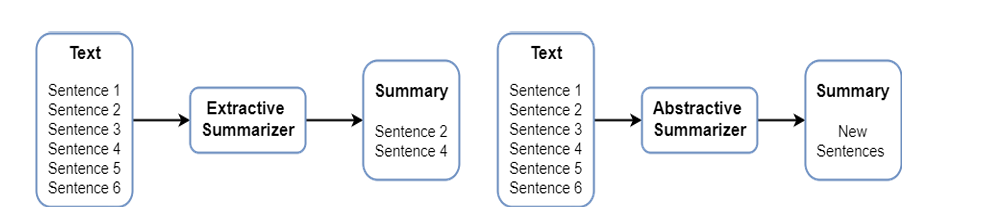 Text
Sentence 1
Sentence 2
Sentence 3
Sentence 4
Sentence 5
Sentence 6
Extractive
Summarizer
Summary
Sentence 2
Sentence 4
Text
Sentence 1
Sentence 2
Sentence 3
Sentence 4
Sentence 5
Sentence 6
Abstractive
Summarizer
Summary
New
Sentences